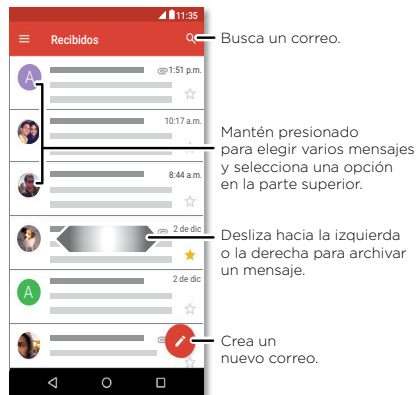 11:35
Recibidos
Busca un correo.
A
1:51 p.m.
10:17 a.m.
Mantén presionado
para elegir varios mensajes
y selecciona una opción
en la parte superior.
8:44 a.m.
2 de dic
Desliza hacia la izquierda
o la derecha para archivar
un mensaje.
A
2 de dic
Crea un
nuevo correo.